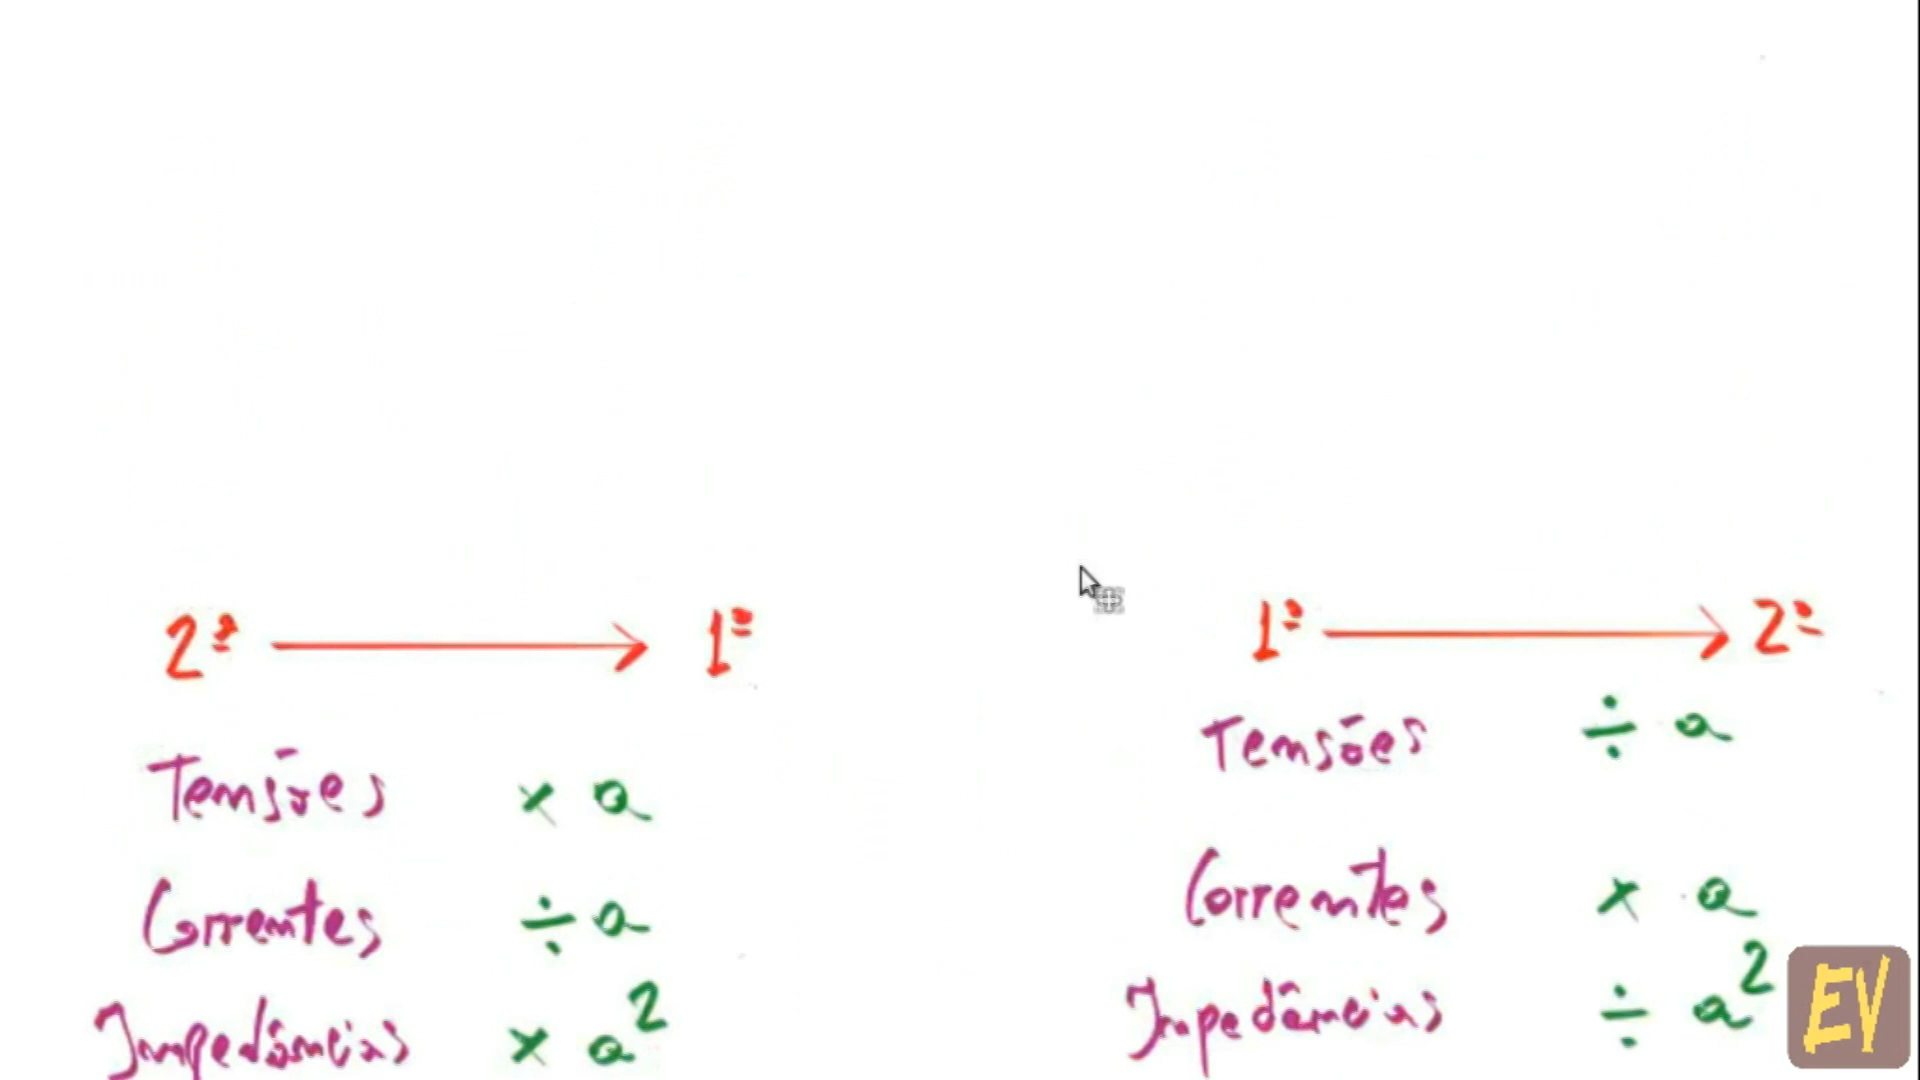 2º → 1º
Tensões × a
Correntes ÷ a
Impedâncias × a²
1º → 2º
Tensões ÷ a
Correntes × a
Impedâncias ÷ a²
EV